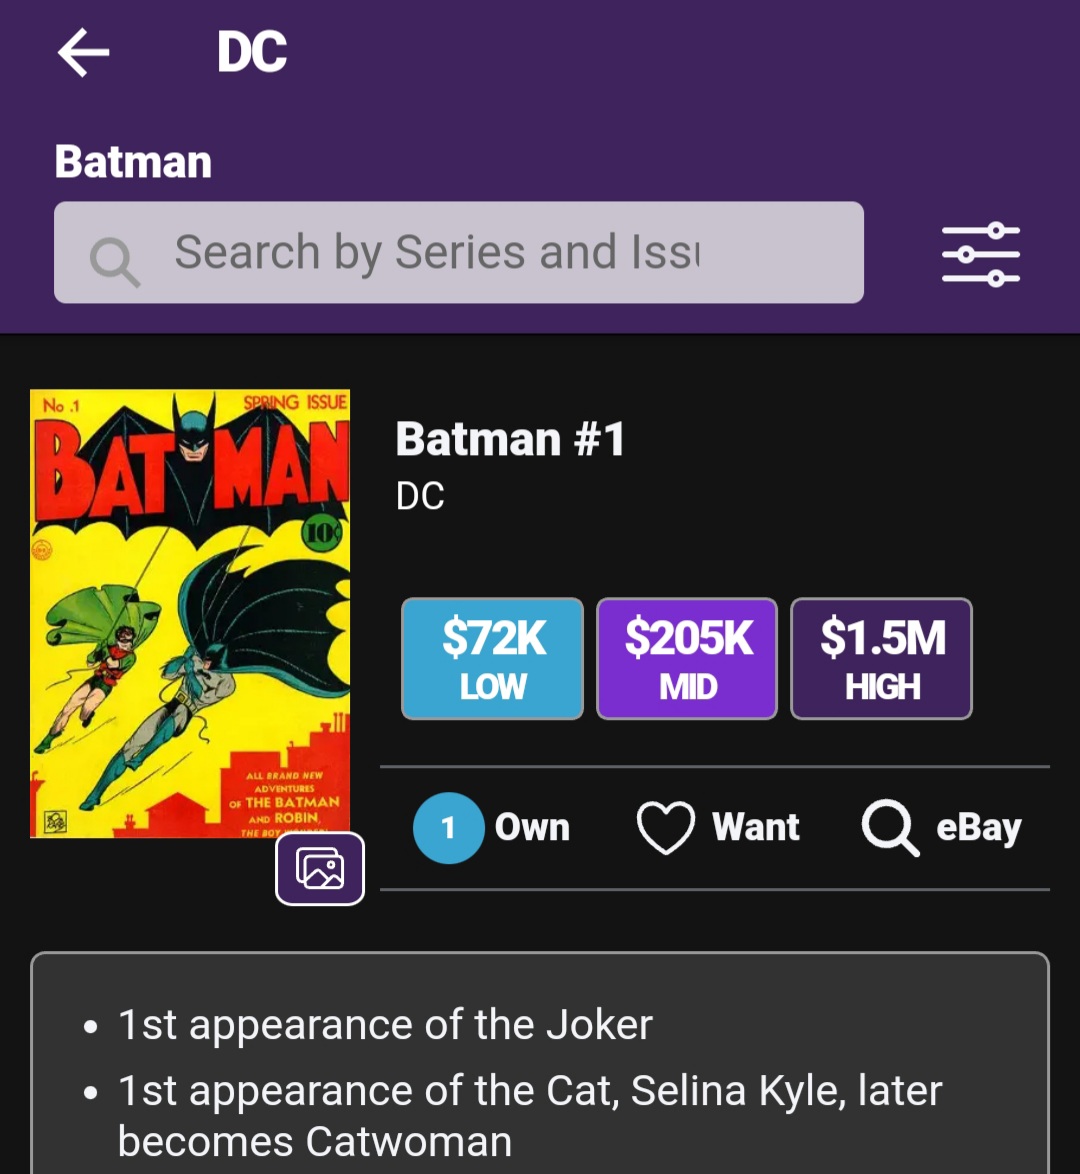 DC
Batman
Search by Series and Iss
No .1
SPRING ISSUE
BATMAN
10¢
ALL BRAND NEW
ADVENTURES
OF THE BATMAN
AND ROBIN,
THE BOY WONDER!
Batman #1
DC
$72K
LOW
$205K
MID
$1.5M
HIGH
1 Own
Want
eBay
• 1st appearance of the Joker
• 1st appearance of the Cat, Selina Kyle, later
becomes Catwoman